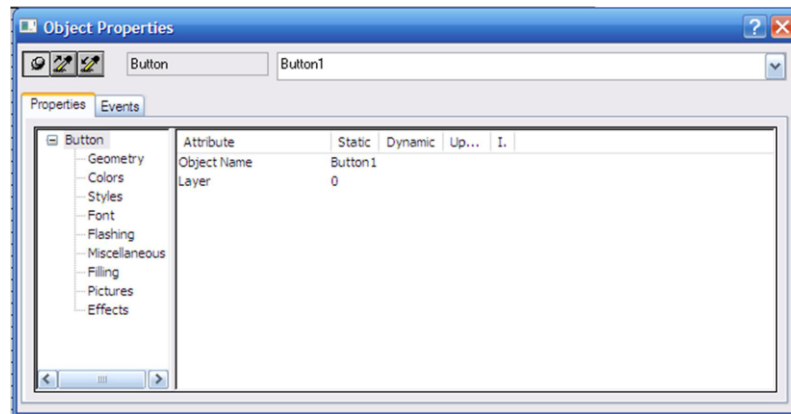 Object Properties
Button Button1
Properties Events
Button
Geometry
Colors
Styles
Font
Flashing
Miscellaneous
Filling
Pictures
Effects
Attribute Static Dynamic Up... I.
Object Name Button1
Layer 0